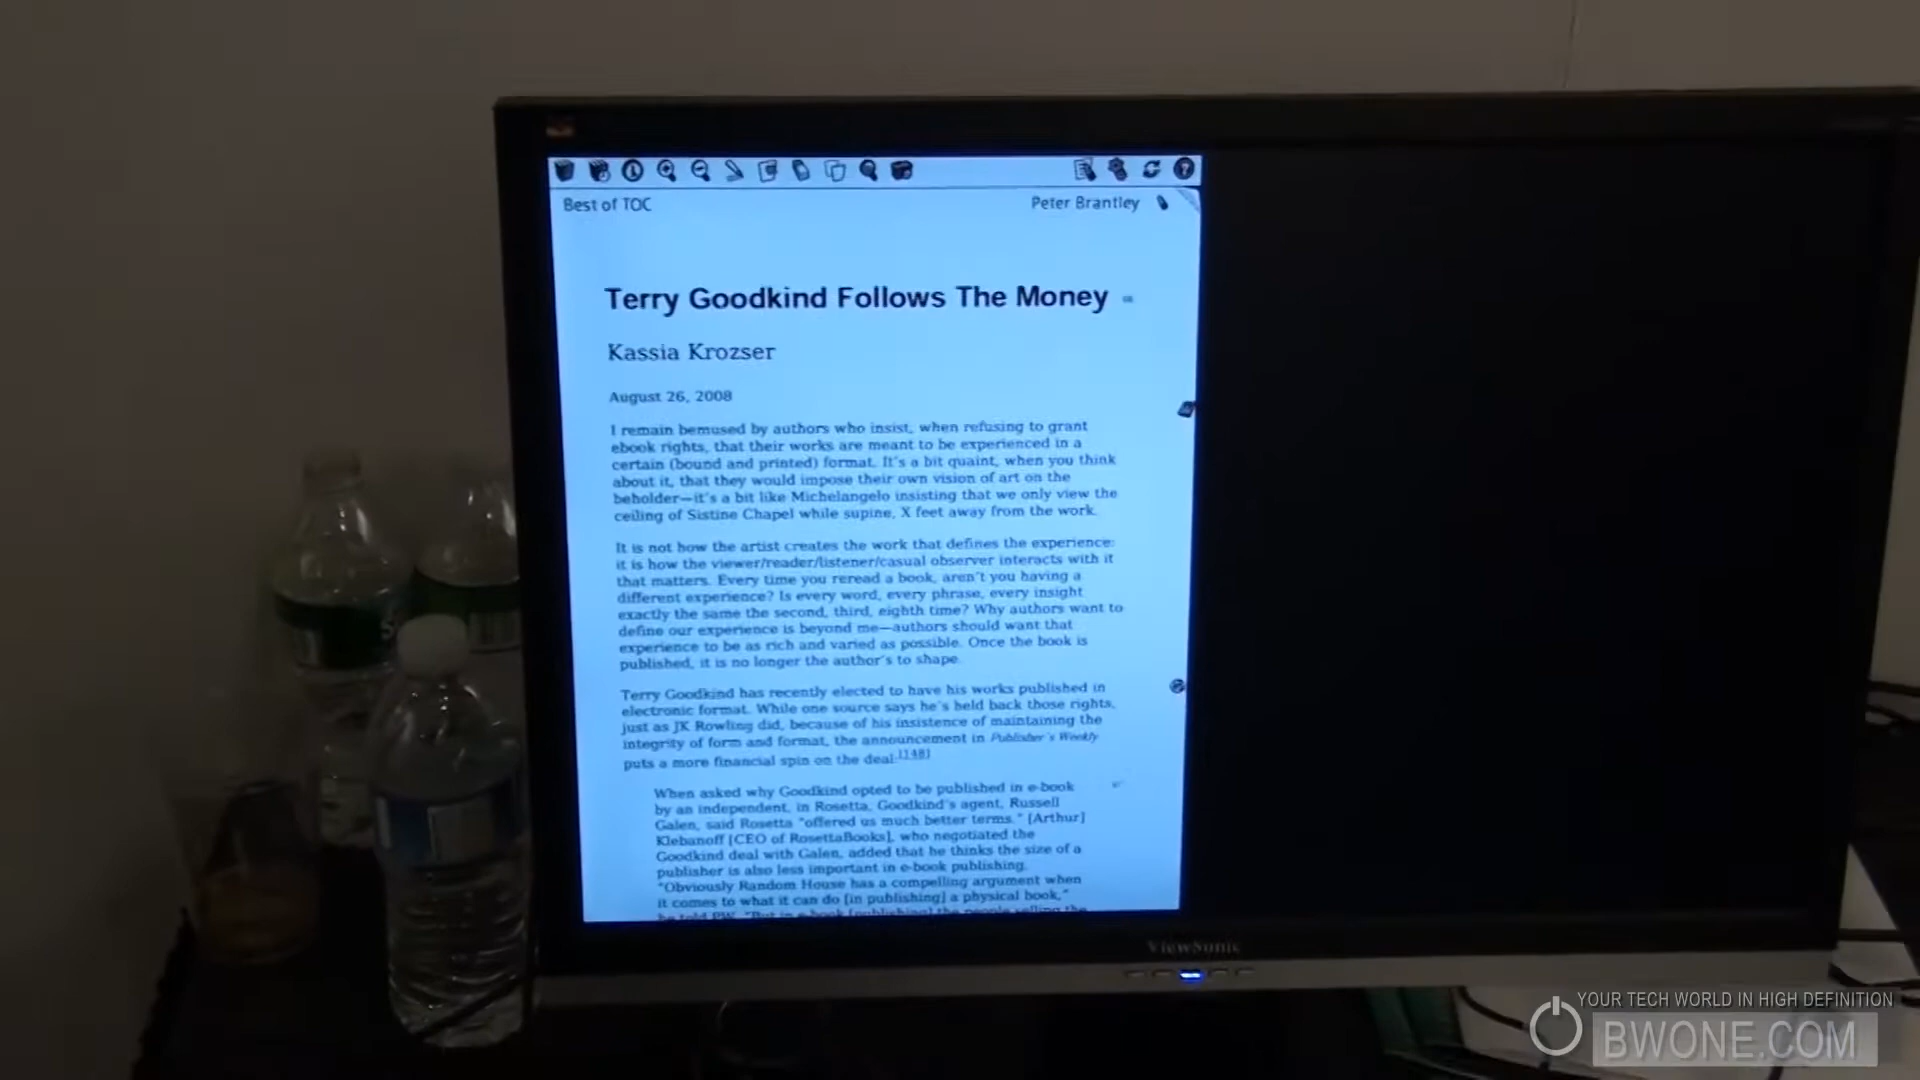 Best of TOC
Peter Brantley
Terry Goodkind Follows The Money
Kassia Krozser
August 26, 2008
I remain bemused by authors who insist, when refusing to grant
ebook rights, that their works are meant to be experienced in a
certain (bound and printed) format. It's a bit quaint, when you think
about it, that they would impose their own vision of art on the
beholder—it's a bit like Michelangelo insisting that we only view the
ceiling of Sistine Chapel while supine, X feet away from the work.
It is not how the artist creates the work that defines the experience:
it is how the viewer/reader/listener/casual observer interacts with it
that matters. Every time you reread a book, aren't you having a
different experience? Is every word, every phrase, every insight
exactly the same the second, third, eighth time? Why authors want to
define our experience is beyond me—authors should want that
experience to be as rich and varied as possible. Once the book is
published, it is no longer the author's to shape.
Terry Goodkind has recently elected to have his works published in
electronic format. While one source says he's held back those rights,
just as JK Rowling did, because of his insistence of maintaining the
integrity of form and format, the announcement in Publisher's Weekly
puts a more financial spin on the deal.[148]
When asked why Goodkind opted to be published in e-book
by an independent, in Rosetta, Goodkind's agent, Russell
Galen, said Rosetta "offered us much better terms." [Arthur]
Klebanoff [CEO of RosettaBooks], who negotiated the
Goodkind deal with Galen, added that he thinks the size of a
publisher is also less important in e-book publishing.
"Obviously Random House has a compelling argument when
it comes to what it can do [in publishing] a physical book,"
he told PW. "But in e-book [publishing] the people selling the
ViewSonic
YOUR TECH WORLD IN HIGH DEFINITION
BWONE.COM